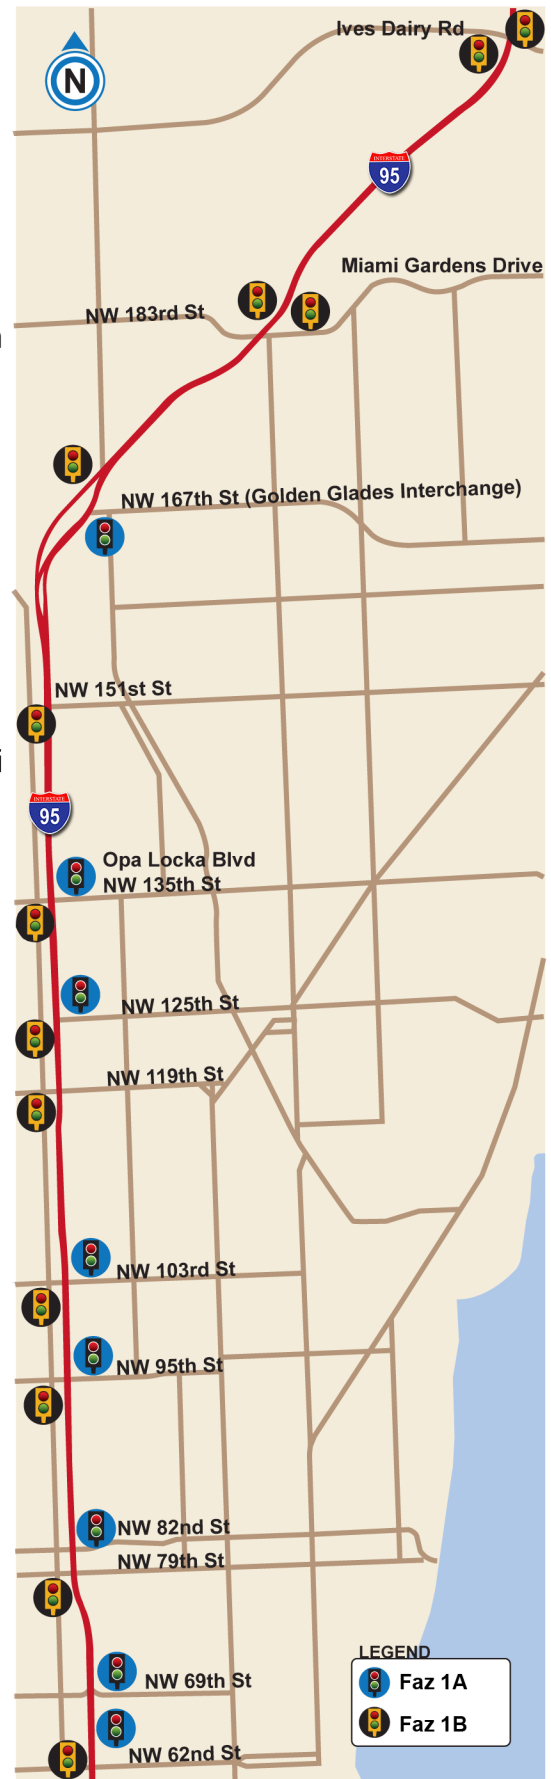 Ives Dairy Rd
N
INTERSTATE
95
Miami Gardens Drive
NW 183rd St
NW 167th St (Golden Glades Interchange)
NW 151st St
INTERSTATE
95
Opa Locka Blvd
NW 135th St
NW 125th St
NW 119th St
NW 103rd St
NW 95th St
NW 82nd St
NW 79th St
LEGEND
NW 69th St
Faz 1A
Faz 1B
NW 62nd St